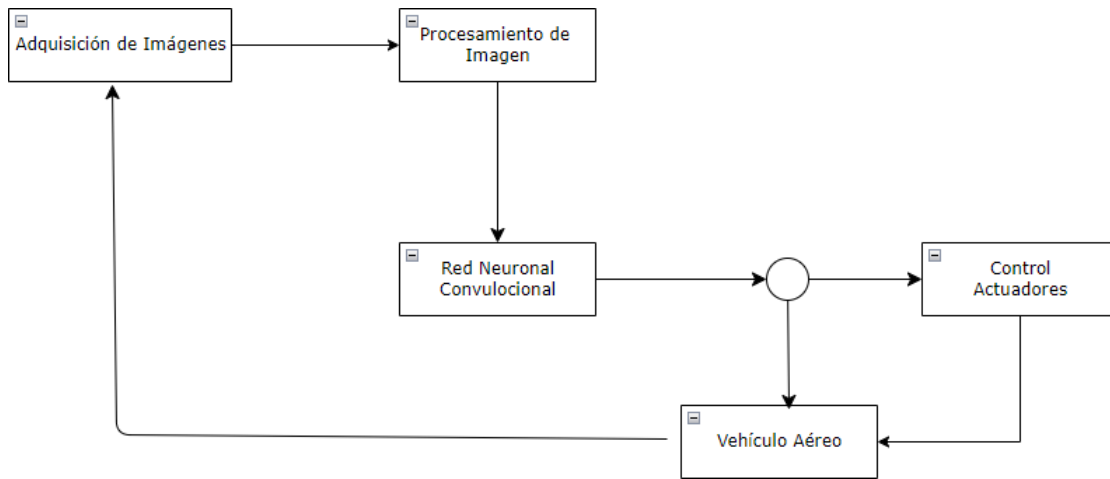 Adquisición de Imágenes
Procesamiento de
Imagen
Red Neuronal
Convulocional
Control
Actuadores
Vehículo Aéreo